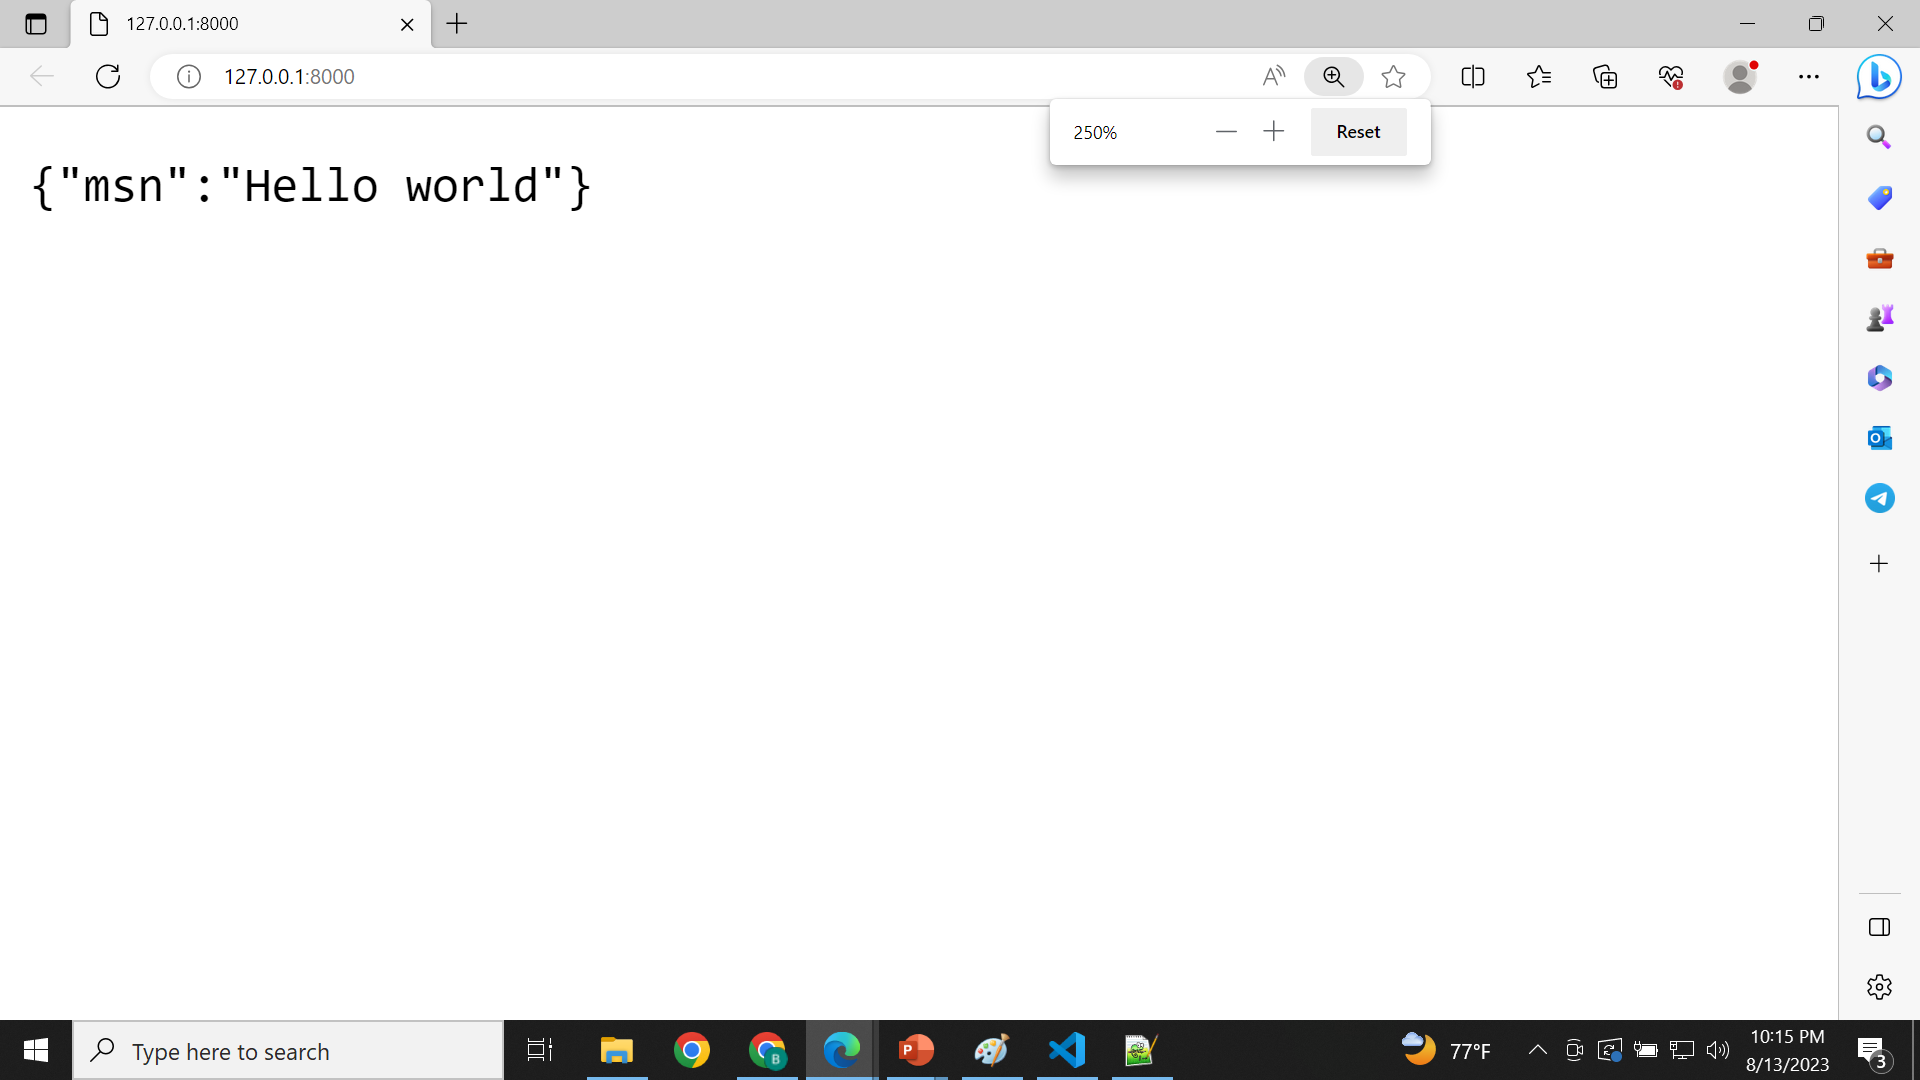 127.0.0.1:8000
127.0.0.1:8000
250%
Reset
{"msn":"Hello world"}
Type here to search
B
P
77°F
10:15 PM
8/13/2023
3